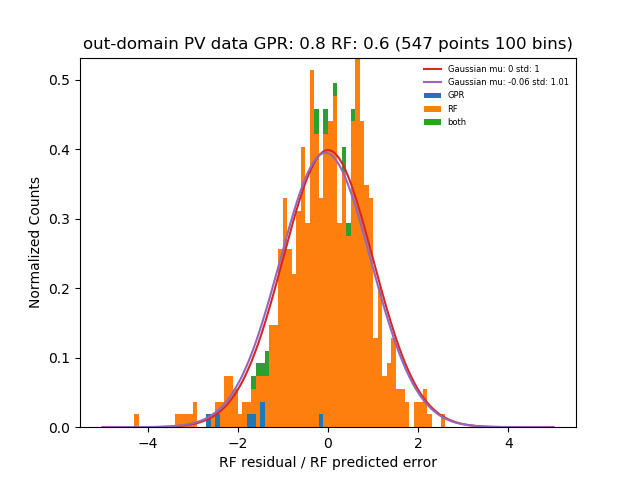 out-domain PV data GPR: 0.8 RF: 0.6 (547 points 100 bins)
Gaussian mu: 0 std: 1
Gaussian mu: -0.06 std: 1.01
GPR
RF
both
Normalized Counts
0.5
0.4
0.3
0.2
0.1
0.0
−4 −2 0 2 4
RF residual / RF predicted error